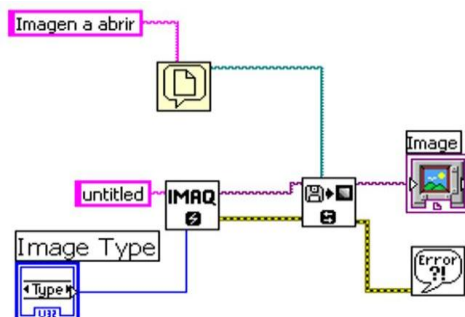 Imagen a abrir
Image
untitled
IMAQ
Image Type
Type
U32
Error
?!